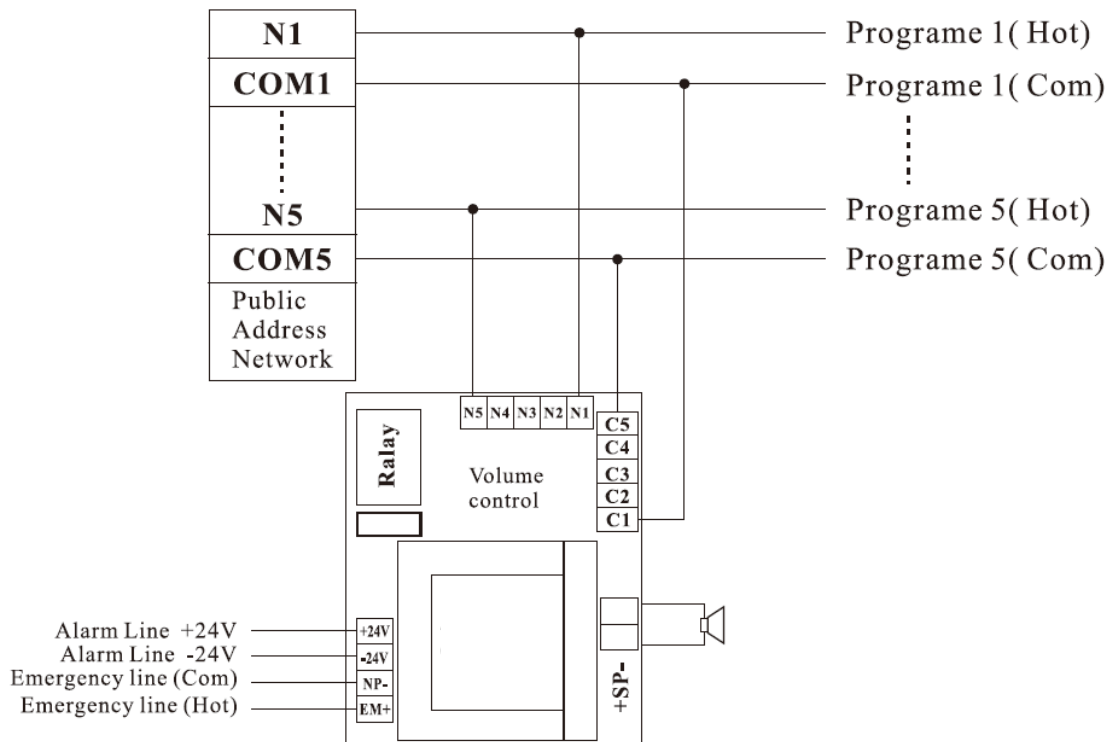 N1
Programe 1( Hot)
COM1
Programe 1( Com)
N5
Programe 5( Hot)
COM5
Programe 5( Com)
Public
Address
Network
N5 N4 N3 N2 N1
C5
C4
C3
C2
C1
Ralay
Volume
control
Alarm Line +24V
Alarm Line -24V
Emergency line (Com)
Emergency line (Hot)
+24V
-24V
NP-
EM+
+SP-